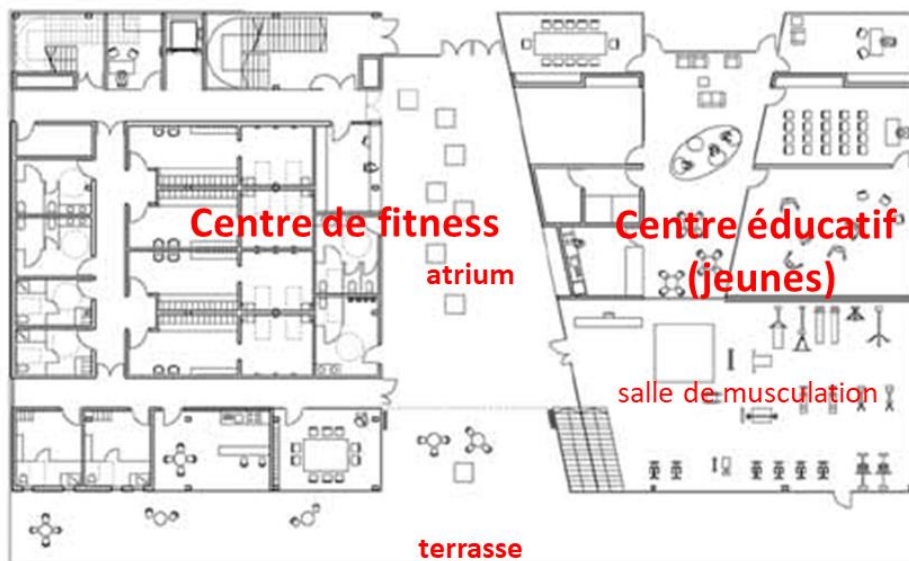 Centre de fitness
Centre éducatif
(jeunes)
atrium
salle de musculation
terrasse